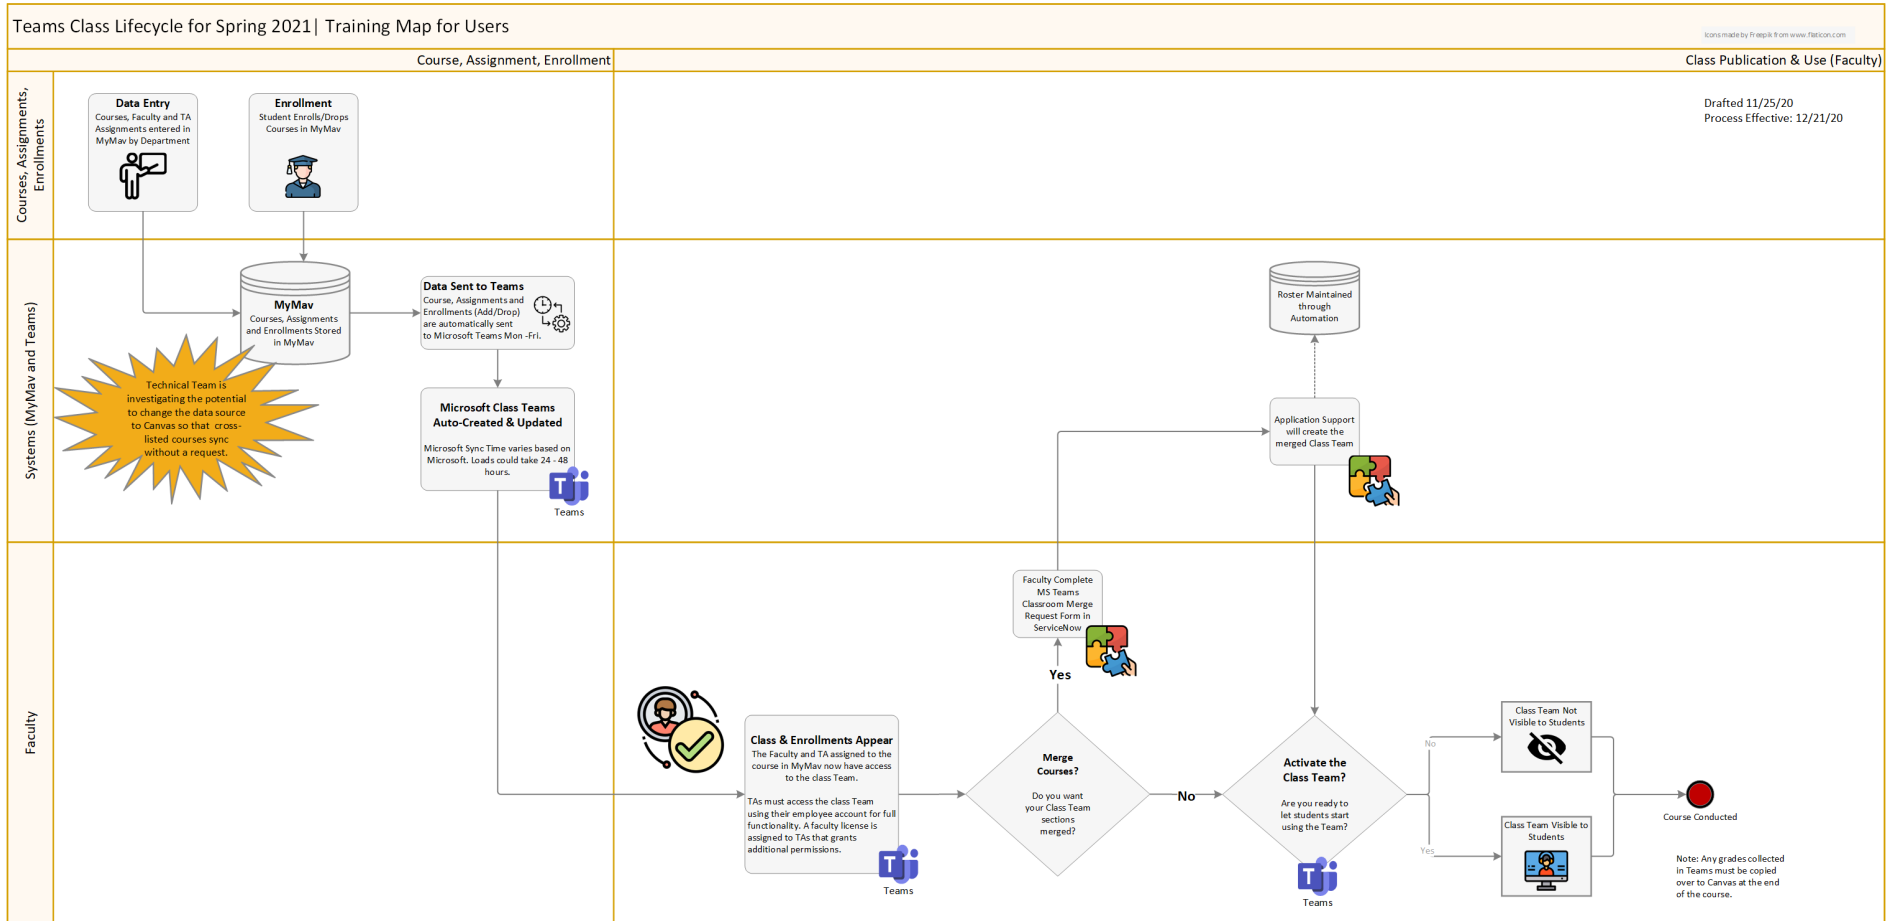 Teams Class Lifecycle for Spring 2021| Training Map for Users
Icons made by Freepik from www.flaticon.com
Course, Assignment, Enrollment
Class Publication & Use (Faculty)
Courses, Assignments,
Enrollments
Data Entry
Courses, Faculty and TA
Assignments entered in
MyMav by Department
Enrollment
Student Enrolls/Drops
Courses in MyMav
Drafted 11/25/20
Process Effective: 12/21/20
Systems (MyMav and Teams)
MyMav
Courses, Assignments
and Enrollments Stored
in MyMav
Data Sent to Teams
Course, Assignments and
Enrollments (Add/Drop)
are automatically sent
to Microsoft Teams Mon -Fri.
Technical Team is
investigating the potential
to change the data source
to Canvas so that cross-
listed courses sync
without a request.
Microsoft Class Teams
Auto-Created & Updated
Microsoft Sync Time varies based on
Microsoft. Loads could take 24 - 48
hours.
T
Teams
Roster Maintained
through
Automation
Application Support
will create the
merged Class Team
Faculty
Class & Enrollments Appear
The Faculty and TA assigned to the
course in MyMav now have access
to the class Team.
TAs must access the class Team
using their employee account for full
functionality. A faculty license is
assigned to TAs that grants
additional permissions.
T
Teams
Faculty Complete
MS Teams
Classroom Merge
Request Form in
ServiceNow
Yes
Merge
Courses?
Do you want
your Class Team
sections
merged?
No
Activate the
Class Team?
Are you ready to
let students start
using the Team?
T
Teams
No
Yes
Class Team Not
Visible to Students
Class Team Visible to
Students
Course Conducted
Note: Any grades collected
in Teams must be copied
over to Canvas at the end
of the course.